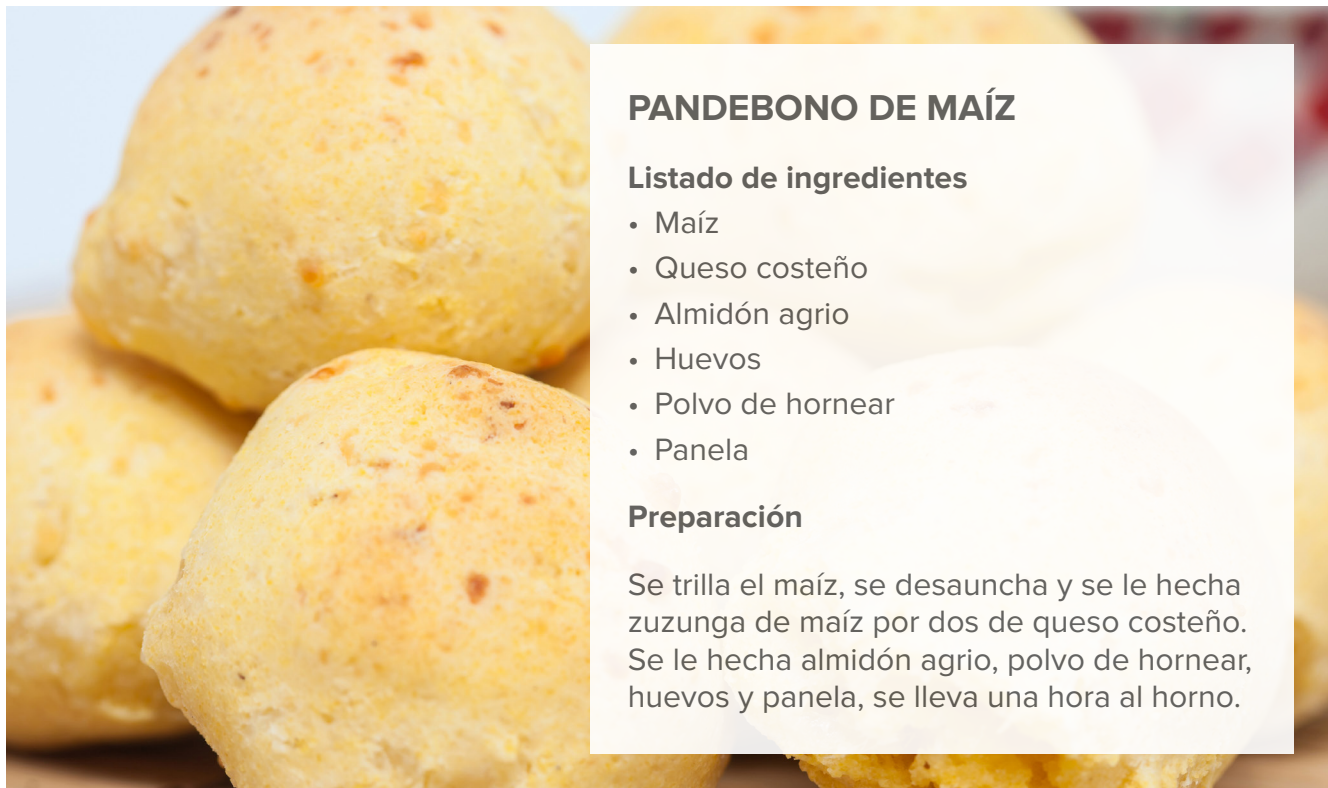 PANDEBONO DE MAÍZ
Listado de ingredientes
• Maíz
• Queso costeño
• Almidón agrio
• Huevos
• Polvo de hornear
• Panela
Preparación
Se trilla el maíz, se desauncha y se le hecha
zuzunga de maíz por dos de queso costeño.
Se le hecha almidón agrio, polvo de hornear,
huevos y panela, se lleva una hora al horno.